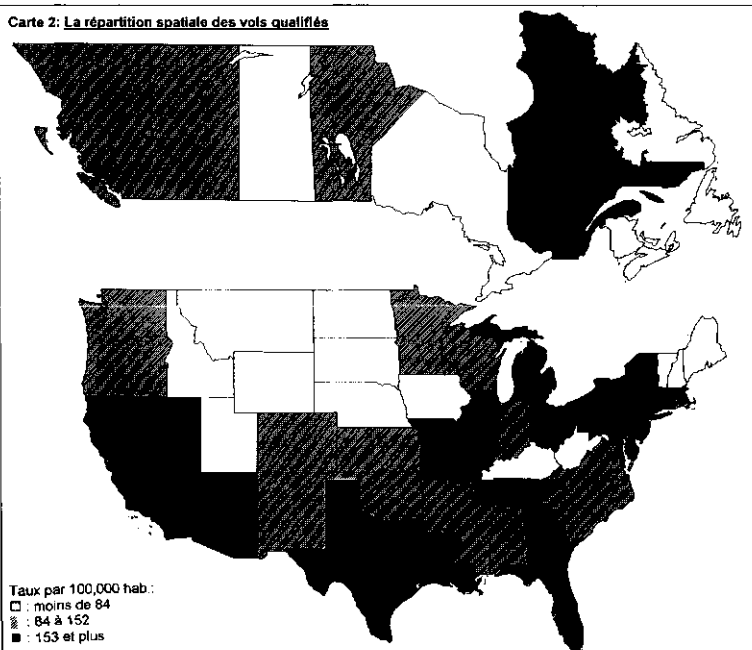 Carte 2: La répartition spatiale des vols qualifiés
Taux par 100,000 hab.:
: moins de 84
: 84 à 152
: 153 et plus